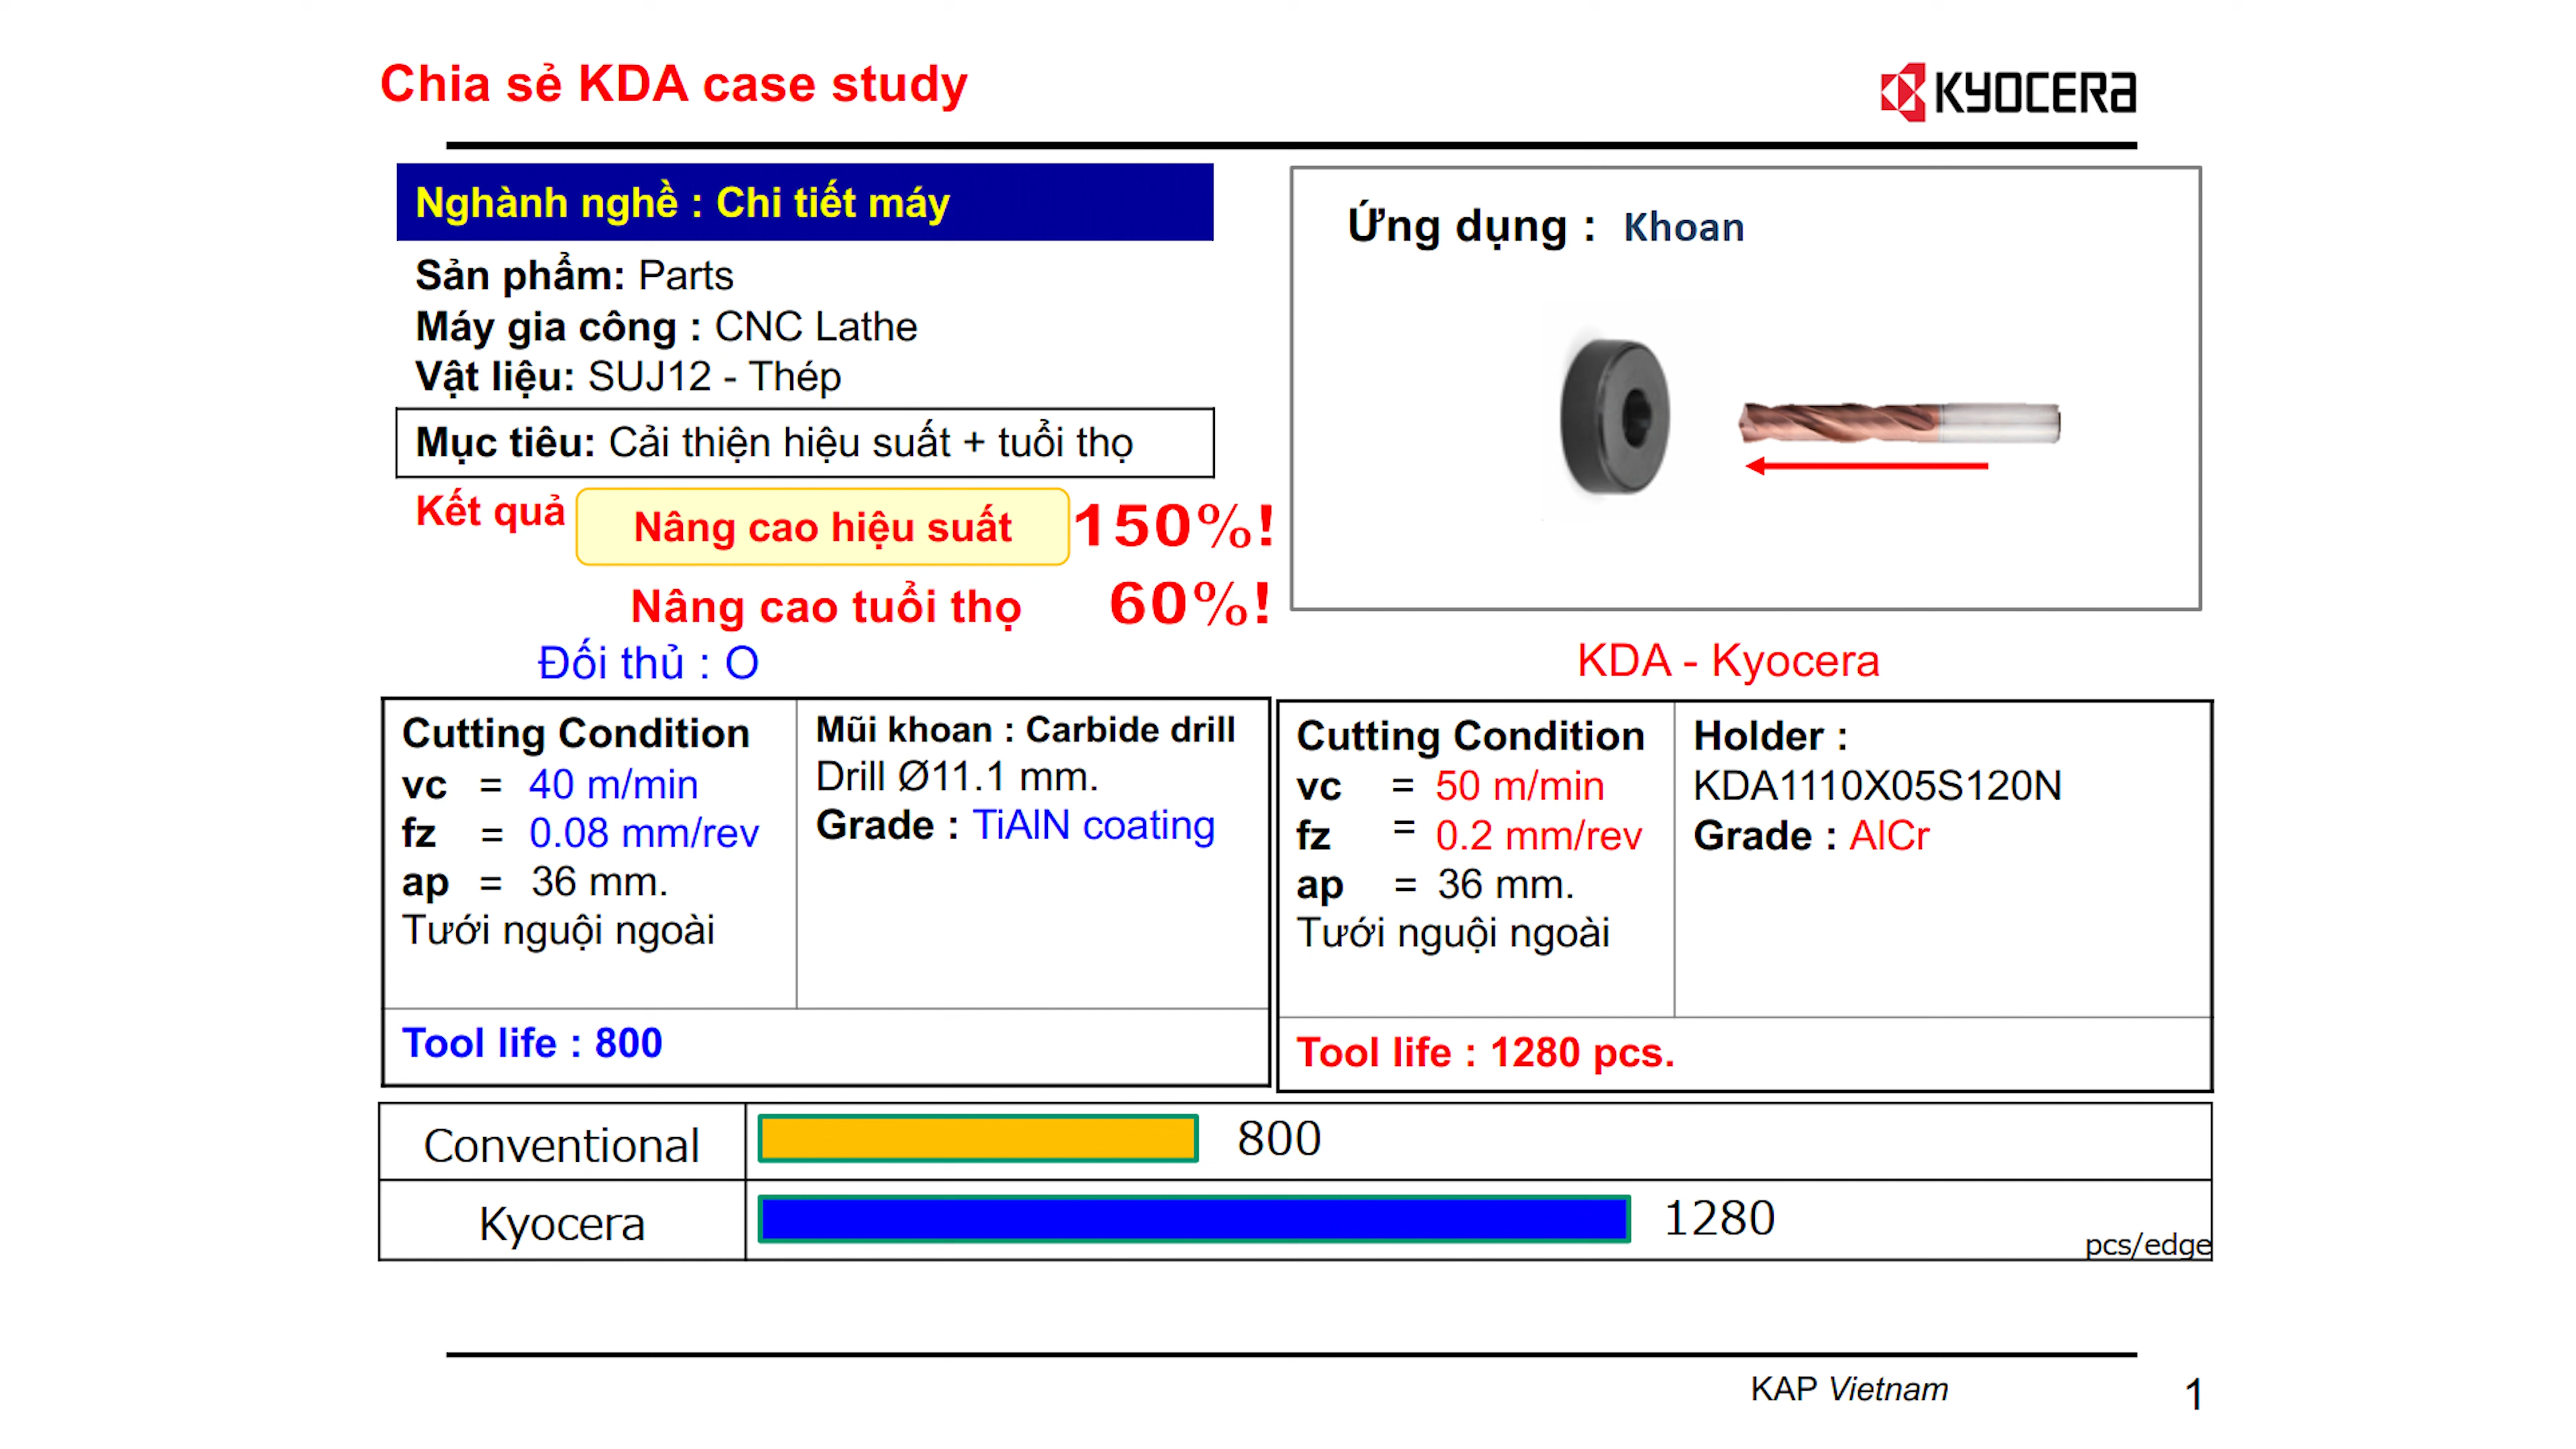 Chia sẻ KDA case study
KYOCERA
Nghành nghề : Chi tiết máy
Sản phẩm: Parts
Máy gia công : CNC Lathe
Vật liệu: SUJ12 - Thép
Mục tiêu: Cải thiện hiệu suất + tuổi thọ
Kết quả
Nâng cao hiệu suất 150%!
Nâng cao tuổi thọ 60%!
Ứng dụng : Khoan
Đối thủ : O
Cutting Condition
vc = 40 m/min
fz = 0.08 mm/rev
ap = 36 mm.
Tưới nguội ngoài
Mũi khoan : Carbide drill
Drill Ø11.1 mm.
Grade : TiAlN coating
Tool life : 800
KDA - Kyocera
Cutting Condition
vc = 50 m/min
fz = 0.2 mm/rev
ap = 36 mm.
Tưới nguội ngoài
Holder :
KDA1110X05S120N
Grade : AlCr
Tool life : 1280 pcs.
Conventional 800
Kyocera 1280
pcs/edge
KAP Vietnam
1